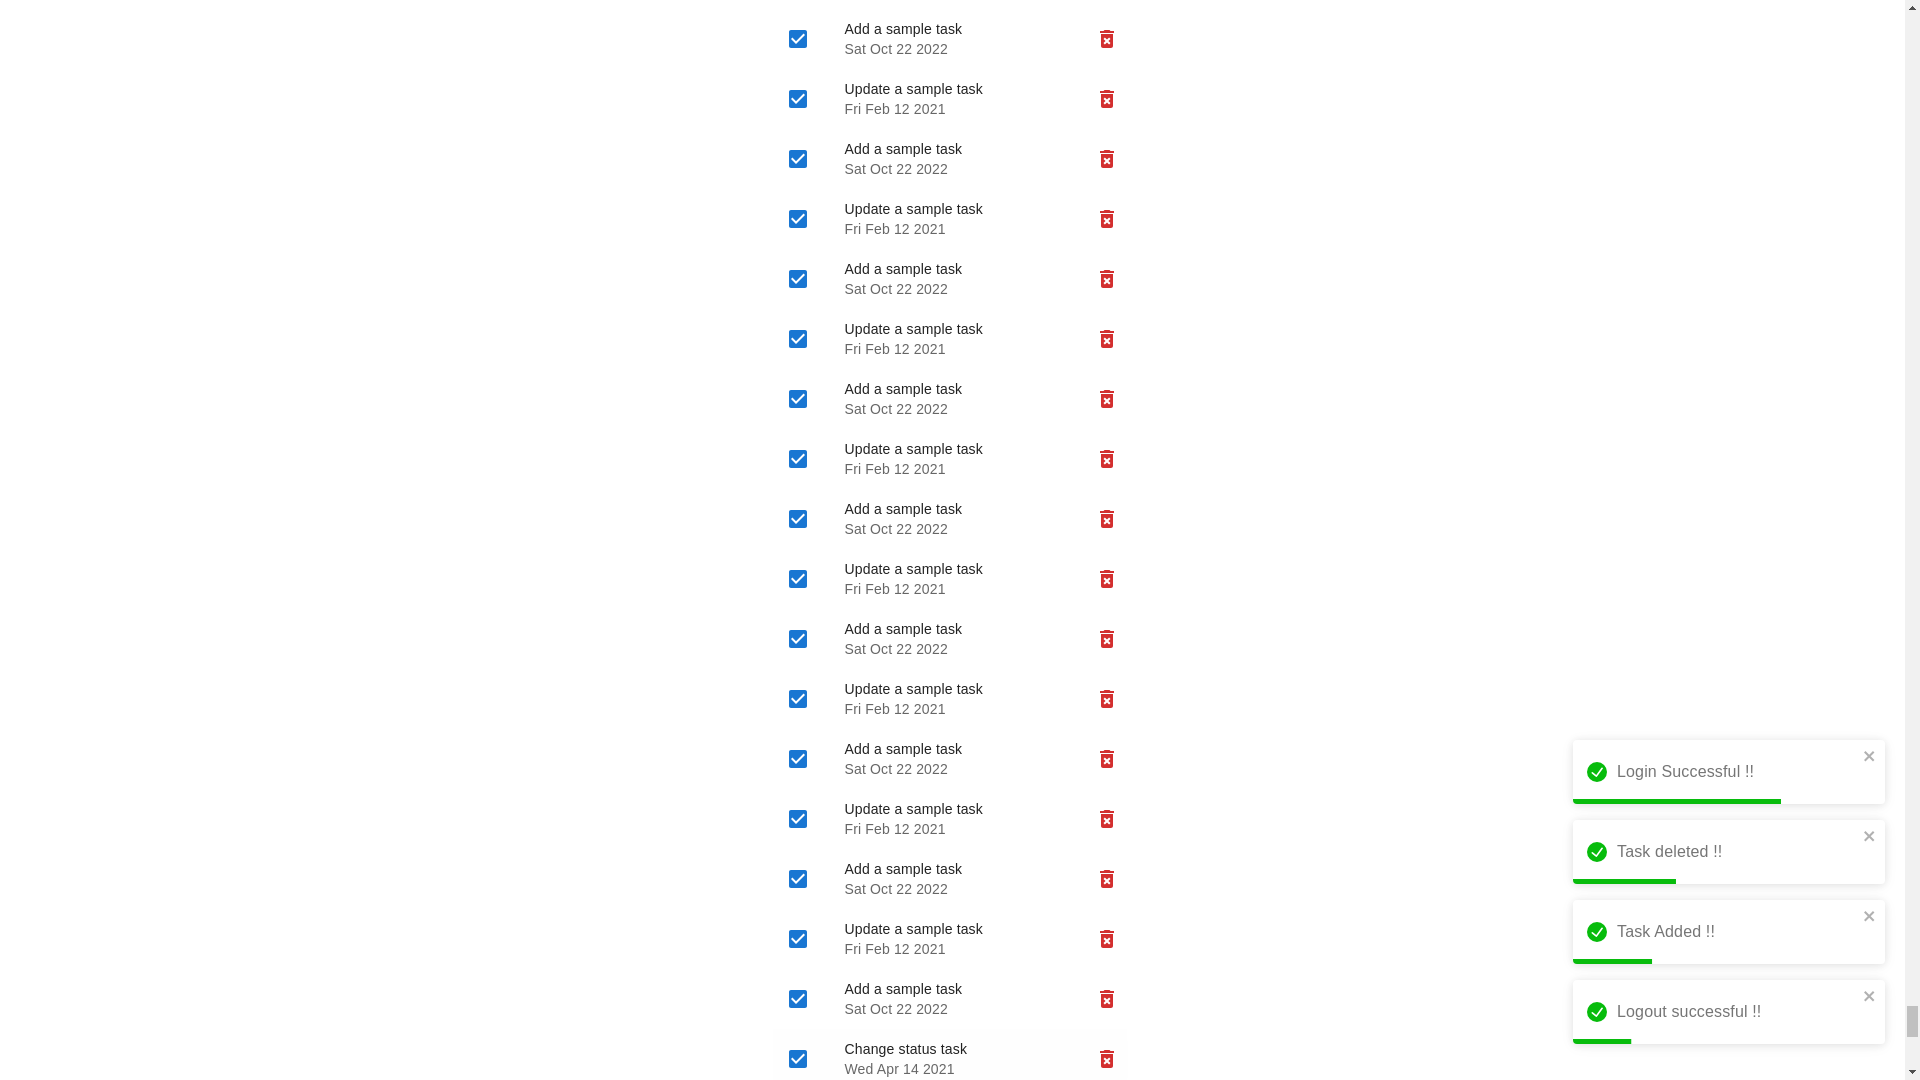 Add a sample task
Sat Oct 22 2022
Update a sample task
Fri Feb 12 2021
Add a sample task
Sat Oct 22 2022
Update a sample task
Fri Feb 12 2021
Add a sample task
Sat Oct 22 2022
Update a sample task
Fri Feb 12 2021
Add a sample task
Sat Oct 22 2022
Update a sample task
Fri Feb 12 2021
Add a sample task
Sat Oct 22 2022
Update a sample task
Fri Feb 12 2021
Add a sample task
Sat Oct 22 2022
Update a sample task
Fri Feb 12 2021
Add a sample task
Sat Oct 22 2022
Update a sample task
Fri Feb 12 2021
Add a sample task
Sat Oct 22 2022
Update a sample task
Fri Feb 12 2021
Add a sample task
Sat Oct 22 2022
Change status task
Wed Apr 14 2021
Login Successful !!
Task deleted !!
Task Added !!
Logout successful !!